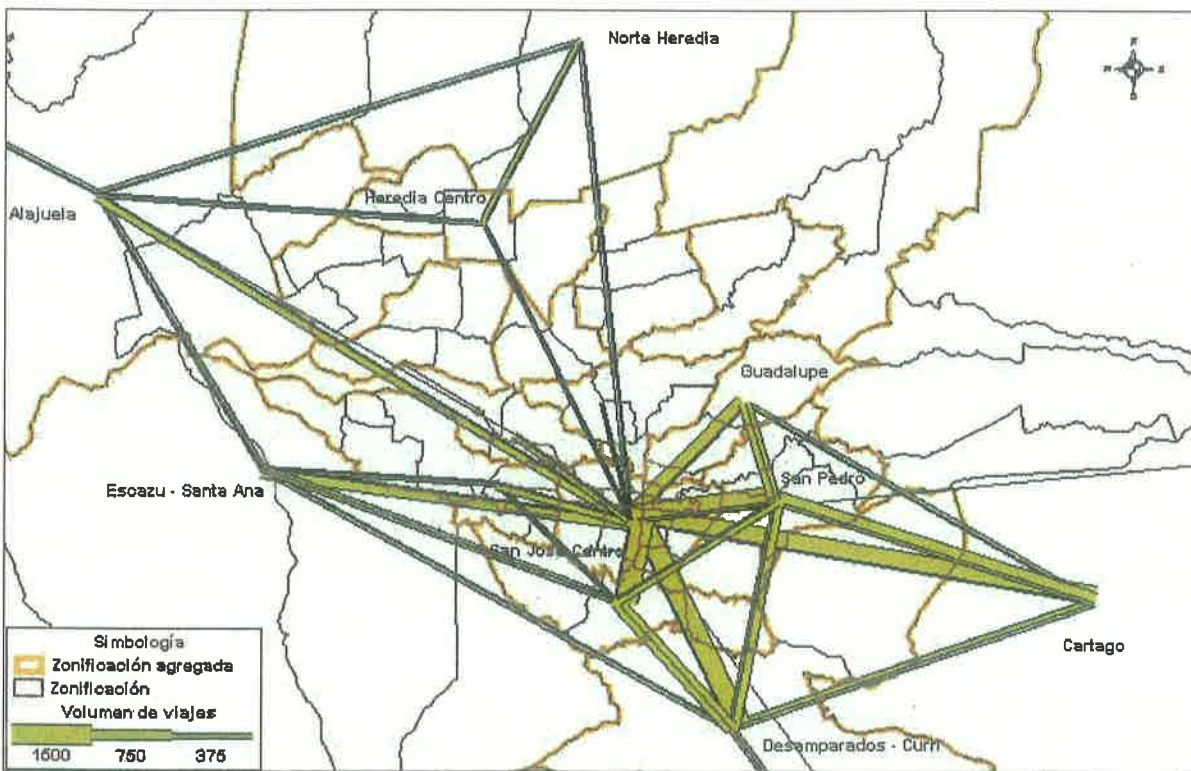 Norte Heredia
Heredia Centro
Alajuela
Guadalupe
San Pedro
Escazu - Santa Ana
San José Centro
Cartago
Desamparados - Curri
Simbología
Zonificación agregada
Zonificación
Volumen de viajes
1500 750 375